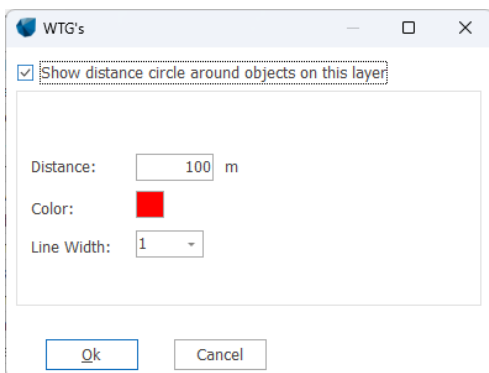 WTG's
Show distance circle around objects on this layer
Distance: 100 m
Color:
Line Width: 1
Ok Cancel